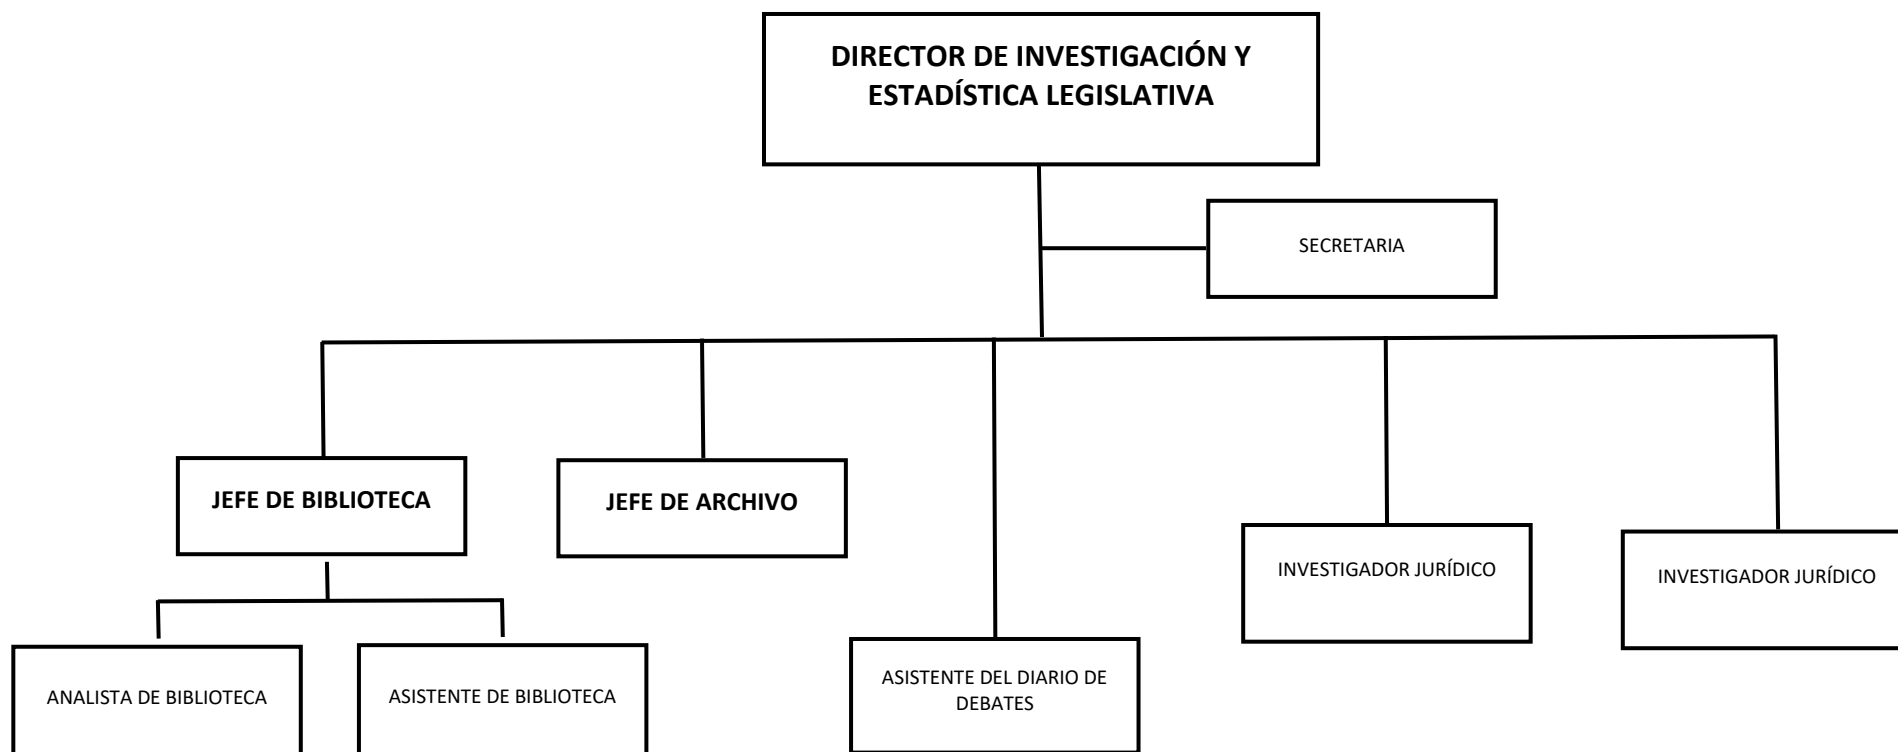 DIRECTOR DE INVESTIGACIÓN Y
ESTADÍSTICA LEGISLATIVA
SECRETARIA
JEFE DE BIBLIOTECA
JEFE DE ARCHIVO
INVESTIGADOR JURÍDICO
INVESTIGADOR JURÍDICO
ANALISTA DE BIBLIOTECA
ASISTENTE DE BIBLIOTECA
ASISTENTE DEL DIARIO DE
DEBATES